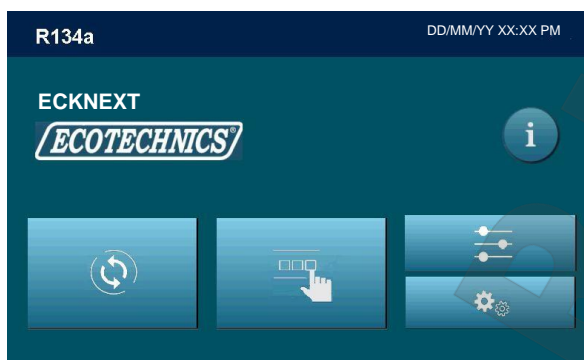 R134a
DD/MM/YY XX:XX PM
ECKNEXT
ECOTECHNICS®
i